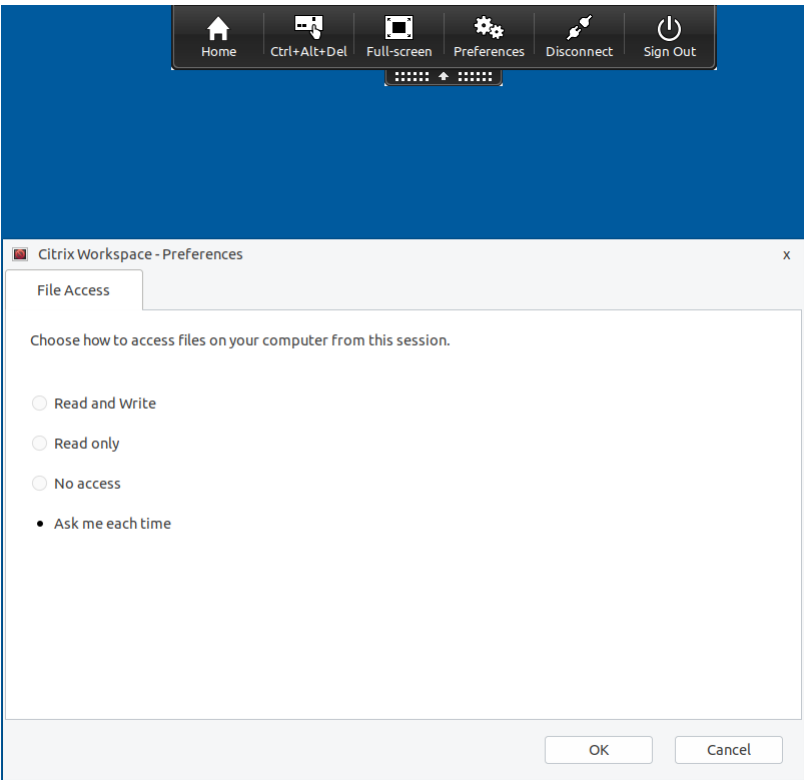 Home Ctrl+Alt+Del Full-screen Preferences Disconnect Sign Out
Citrix Workspace - Preferences x
File Access
Choose how to access files on your computer from this session.
Read and Write
Read only
No access
Ask me each time
OK Cancel